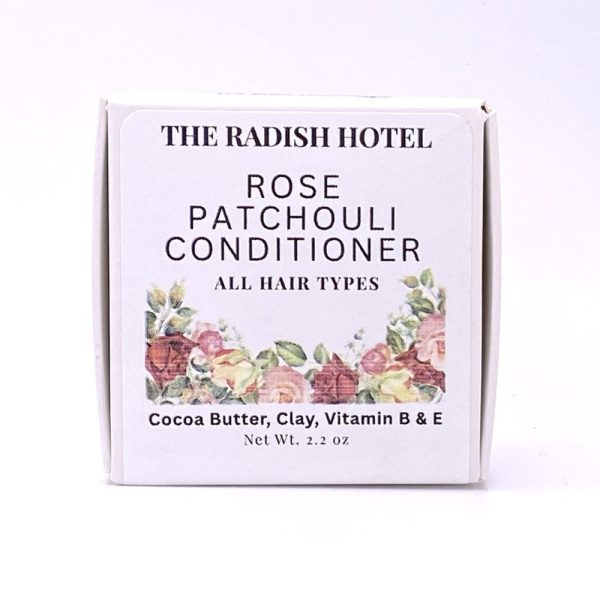 THE RADISH HOTEL
ROSE
PATCHOULI
CONDITIONER
ALL HAIR TYPES
Cocoa Butter, Clay, Vitamin B & E
Net Wt. 2.2 oz